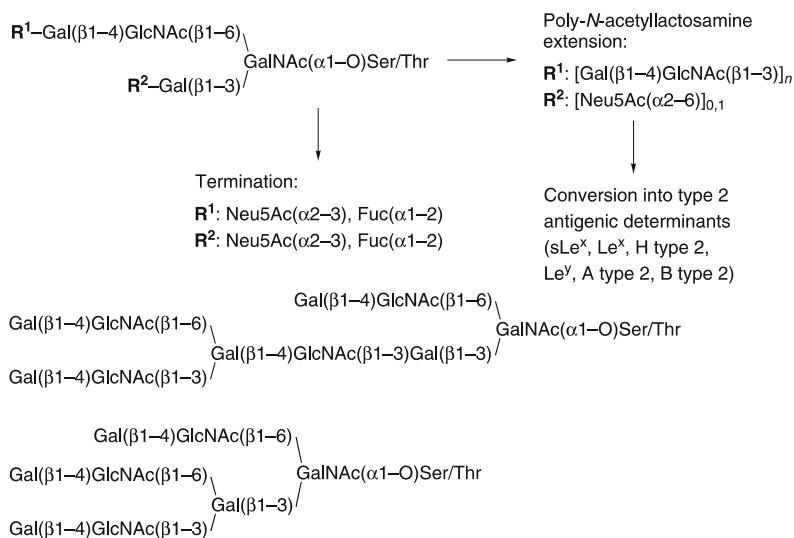 R¹–Gal(β1–4)GlcNAc(β1–6)
GalNAc(α1–O)Ser/Thr
R²–Gal(β1–3)
Poly-N-acetyllactosamine
extension:
R¹: [Gal(β1–4)GlcNAc(β1–3)]ₙ
R²: [Neu5Ac(α2–6)]₀,₁
Termination:
R¹: Neu5Ac(α2–3), Fuc(α1–2)
R²: Neu5Ac(α2–3), Fuc(α1–2)
Conversion into type 2
antigenic determinants
(sLeˣ, Leˣ, H type 2,
Leʸ, A type 2, B type 2)
Gal(β1–4)GlcNAc(β1–6)
Gal(β1–4)GlcNAc(β1–6)
GalNAc(α1–O)Ser/Thr
Gal(β1–4)GlcNAc(β1–3)Gal(β1–3)
Gal(β1–4)GlcNAc(β1–3)
Gal(β1–4)GlcNAc(β1–6)
Gal(β1–4)GlcNAc(β1–6)
GalNAc(α1–O)Ser/Thr
Gal(β1–3)
Gal(β1–4)GlcNAc(β1–3)